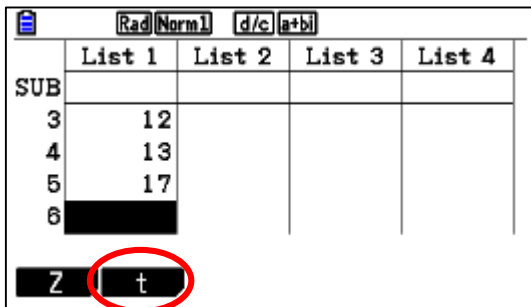 Rad Norm1 d/c a+bi
List 1 List 2 List 3 List 4
SUB
3 12
4 13
5 17
6
Z t